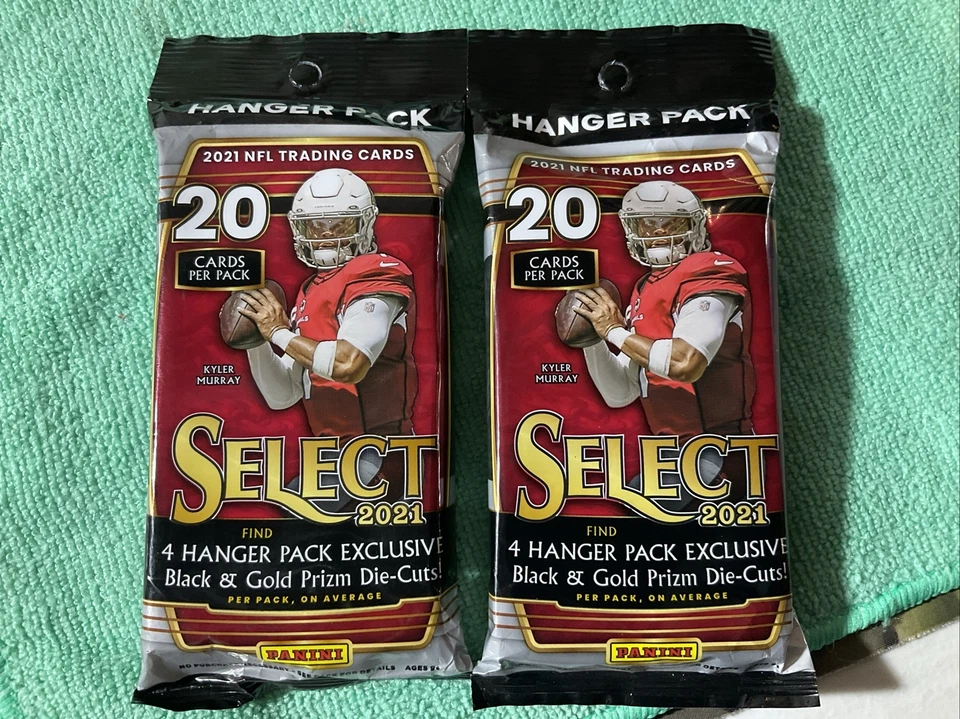 HANGER PACK
2021 NFL TRADING CARDS
20
CARDS
PER PACK
KYLER
MURRAY
SELECT
2021
FIND
4 HANGER PACK EXCLUSIVE
Black & Gold Prizm Die-Cuts!
PER PACK, ON AVERAGE
PANINI
HANGER PACK
2021 NFL TRADING CARDS
20
CARDS
PER PACK
KYLER
MURRAY
SELECT
2021
FIND
4 HANGER PACK EXCLUSIVE
Black & Gold Prizm Die-Cuts!
PER PACK, ON AVERAGE
PANINI